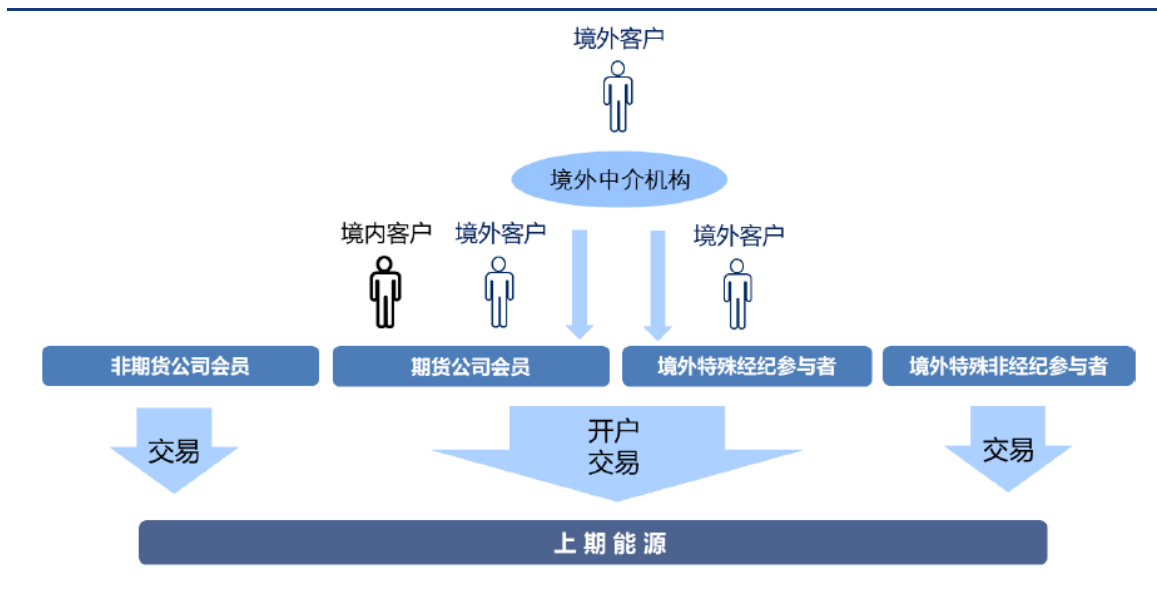 境外客户
境外中介机构
境内客户
境外客户
境外客户
非期货公司会员
期货公司会员
境外特殊经纪参与者
境外特殊非经纪参与者
交易
开户
交易
交易
上期能源